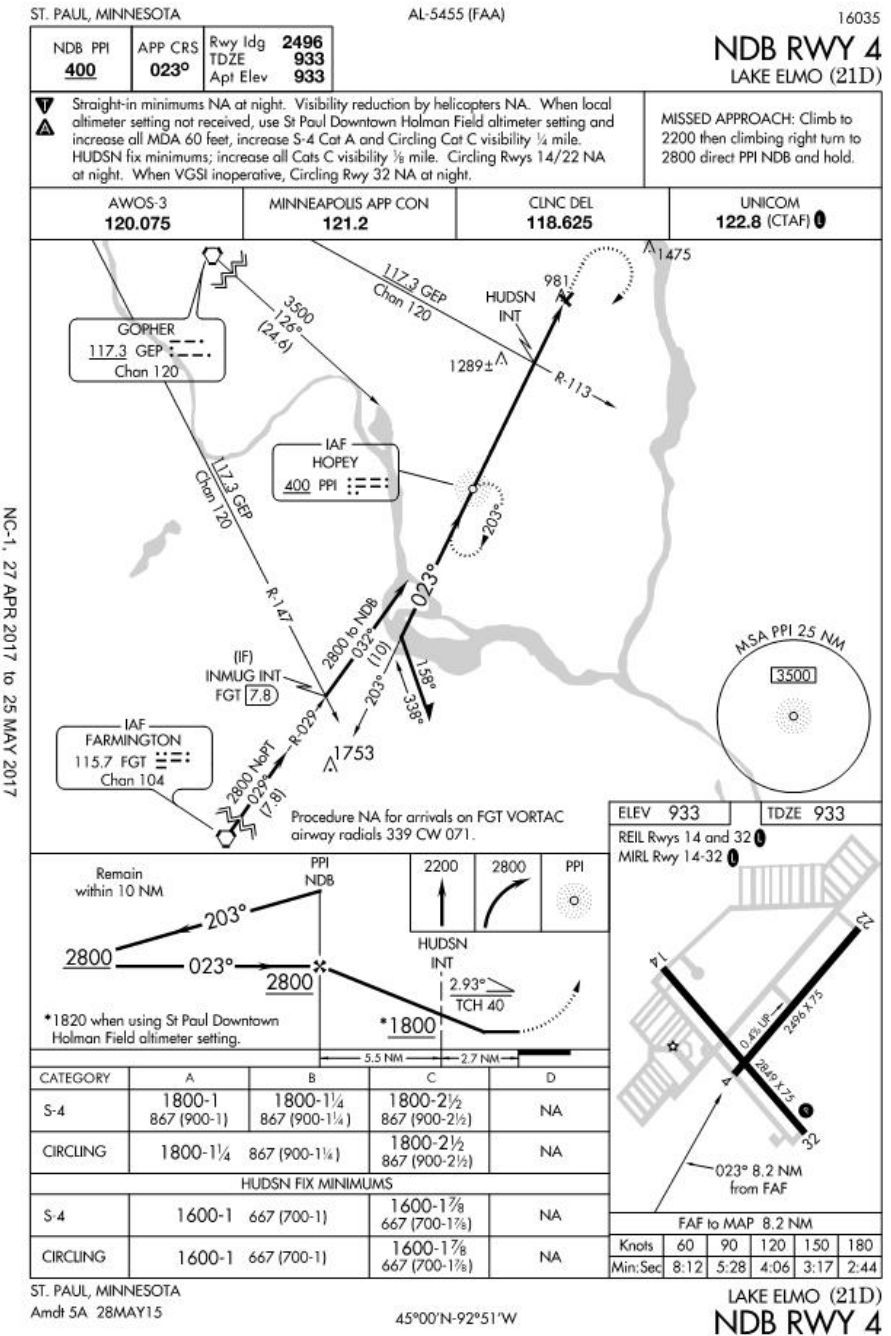 ST. PAUL, MINNESOTA
AL-5455 (FAA)
16035
NDB PPI
400
APP CRS
023°
Rwy ldg 2496
TDZE 933
Apt Elev 933
NDB RWY 4
LAKE ELMO (21D)
T
A
Straight-in minimums NA at night. Visibility reduction by helicopters NA. When local
altimeter setting not received, use St Paul Downtown Holman Field altimeter setting and
increase all MDA 60 feet, increase S-4 Cat A and Circling Cat C visibility ¼ mile.
HUDSN fix minimums; increase all Cats C visibility ⅛ mile. Circling Rwys 14/22 NA
at night. When VGSI inoperative, Circling Rwy 32 NA at night.
MISSED APPROACH: Climb to
2200 then climbing right turn to
2800 direct PPI NDB and hold.
AWOS-3
120.075
MINNEAPOLIS APP CON
121.2
CLNC DEL
118.625
UNICOM
122.8 (CTAF) L
1475
981
117.3 GEP
Chan 120
HUDSN
INT
3500
126°
(24.6)
GOPHER
117.3 GEP
Chan 120
1289±
R-113
IAF
HOPEY
400 PPI
117.3 GEP
Chan 120
203°
023°
R-147
2800 to NDB
032°
(10)
(IF)
INMUG INT
FGT 7.8
203°
158°
338°
MSA PPI 25 NM
3500
IAF
FARMINGTON
115.7 FGT
Chan 104
R-029
2800 NoPT
029°
(7.8)
1753
Procedure NA for arrivals on FGT VORTAC
airway radials 339 CW 071.
NC-1, 27 APR 2017 to 25 MAY 2017
ELEV 933
TDZE 933
REIL Rwys 14 and 32 L
MIRL Rwy 14-32 L
22
14
0.4% UP
2496 X 75
2849 X 75
4
32
A
023° 8.2 NM
from FAF
Remain
within 10 NM
PPI
NDB
2200
2800
PPI
203°
2800
023°
2800
HUDSN
INT
2.93°
TCH 40
*1800
*1820 when using St Paul Downtown
Holman Field altimeter setting.
5.5 NM
2.7 NM
CATEGORY A B C D
S-4 1800-1 867 (900-1) 1800-1¼ 867 (900-1¼) 1800-2½ 867 (900-2½) NA
CIRCLING 1800-1¼ 867 (900-1¼) 1800-2½ 867 (900-2½) NA
HUDSN FIX MINIMUMS
S-4 1600-1 667 (700-1) 1600-1⅞ 667 (700-1⅞) NA
CIRCLING 1600-1 667 (700-1) 1600-1⅞ 667 (700-1⅞) NA
FAF to MAP 8.2 NM
Knots 60 90 120 150 180
Min:Sec 8:12 5:28 4:06 3:17 2:44
ST. PAUL, MINNESOTA
Amdt 5A 28MAY15
45°00'N-92°51'W
LAKE ELMO (21D)
NDB RWY 4